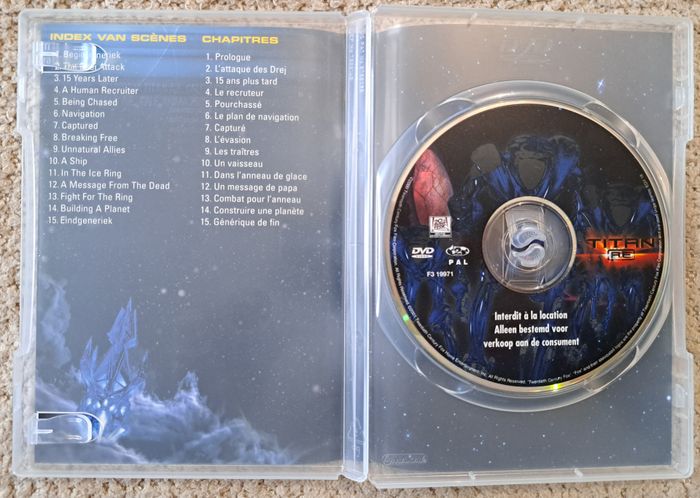 INDEX VAN SCÈNES
1. Begingeneriek
2. The Drej Attack
3. 15 Years Later
4. A Human Recruiter
5. Being Chased
6. Navigation
7. Captured
8. Breaking Free
9. Unnatural Allies
10. A Ship
11. In The Ice Ring
12. A Message From The Dead
13. Fight For The Ring
14. Building A Planet
15. Eindgeneriek
CHAPITRES
1. Prologue
2. L'attaque des Drej
3. 15 ans plus tard
4. Le recruteur
5. Pourchassé
6. Le plan de navigation
7. Capturé
8. L'évasion
9. Les traîtres
10. Un vaisseau
11. Dans l'anneau de glace
12. Un message de papa
13. Combat pour l'anneau
14. Construire une planète
15. Générique de fin
TITAN
A.E.
DVD
PAL
F3 19971
Interdit à la location
Alleen bestemd voor
verkoop aan de consument